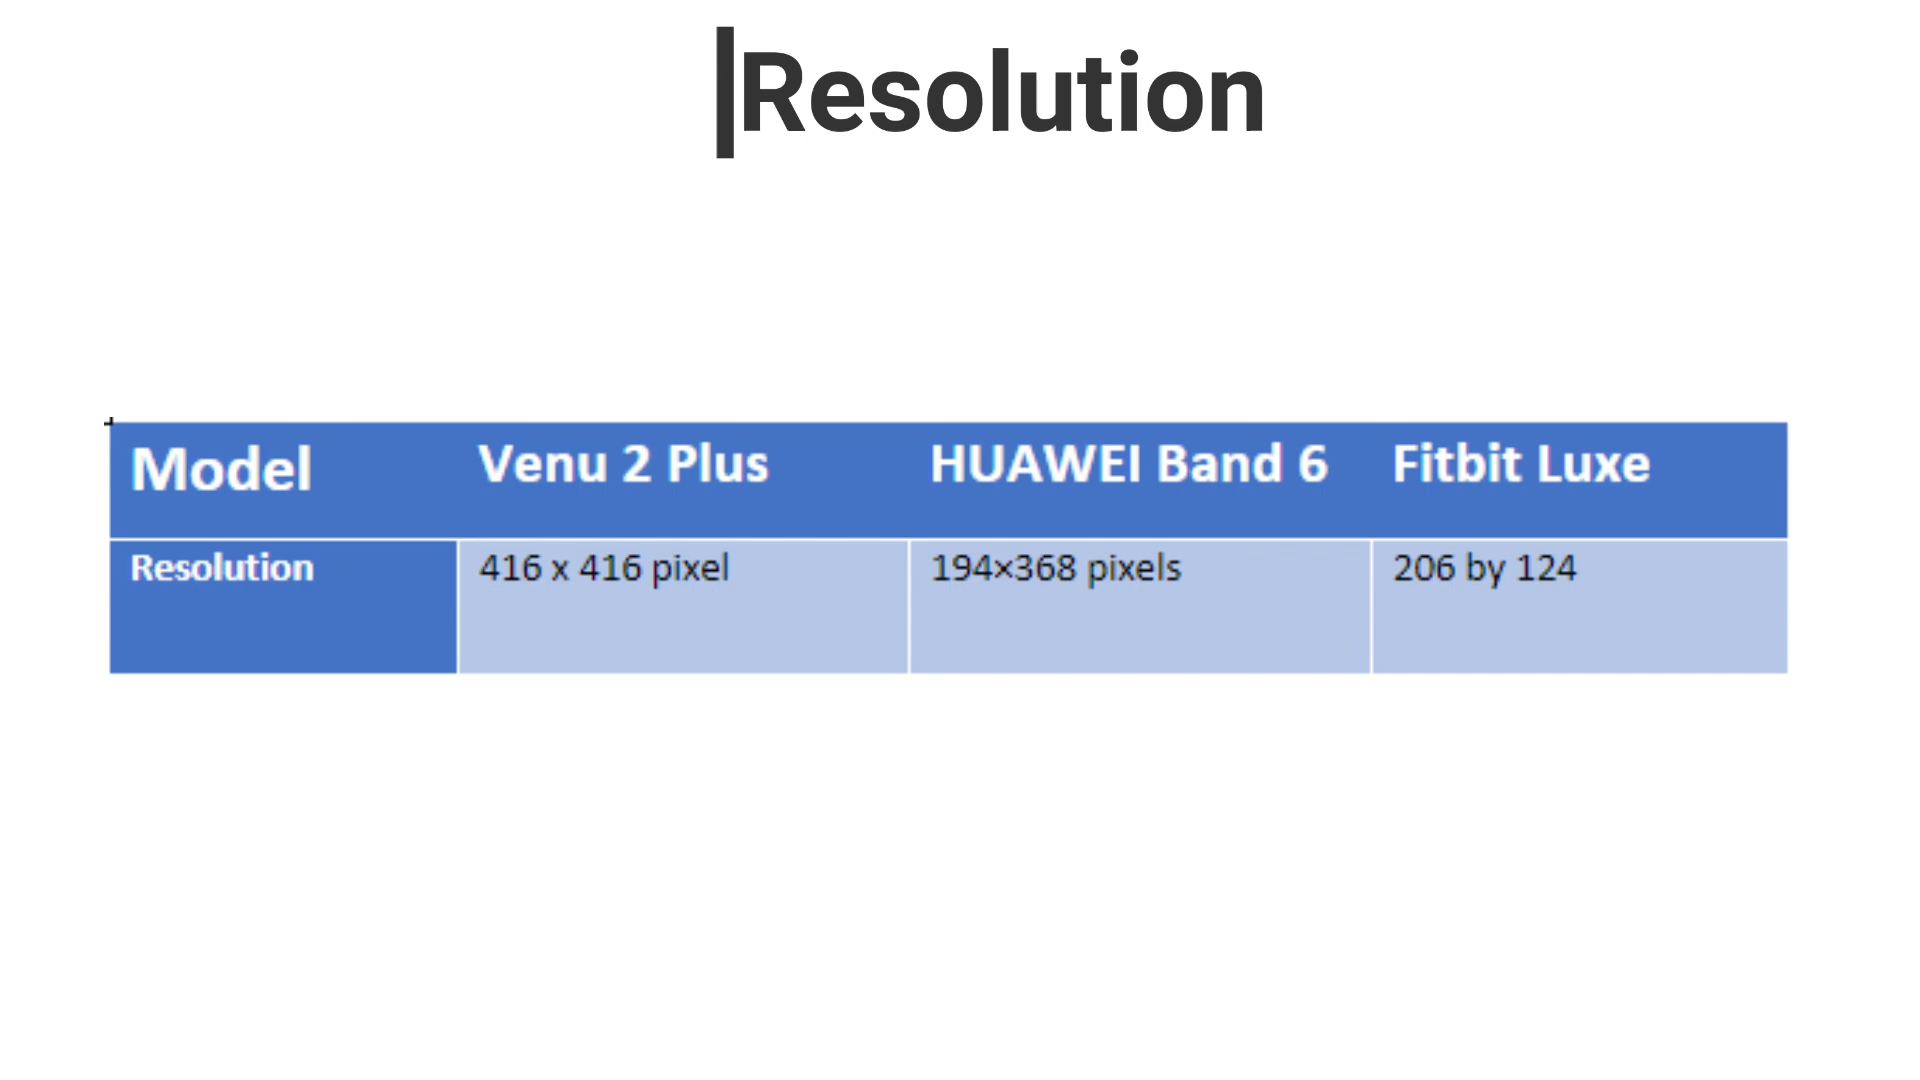 Resolution
Model Venu 2 Plus HUAWEI Band 6 Fitbit Luxe
Resolution 416 x 416 pixel 194×368 pixels 206 by 124